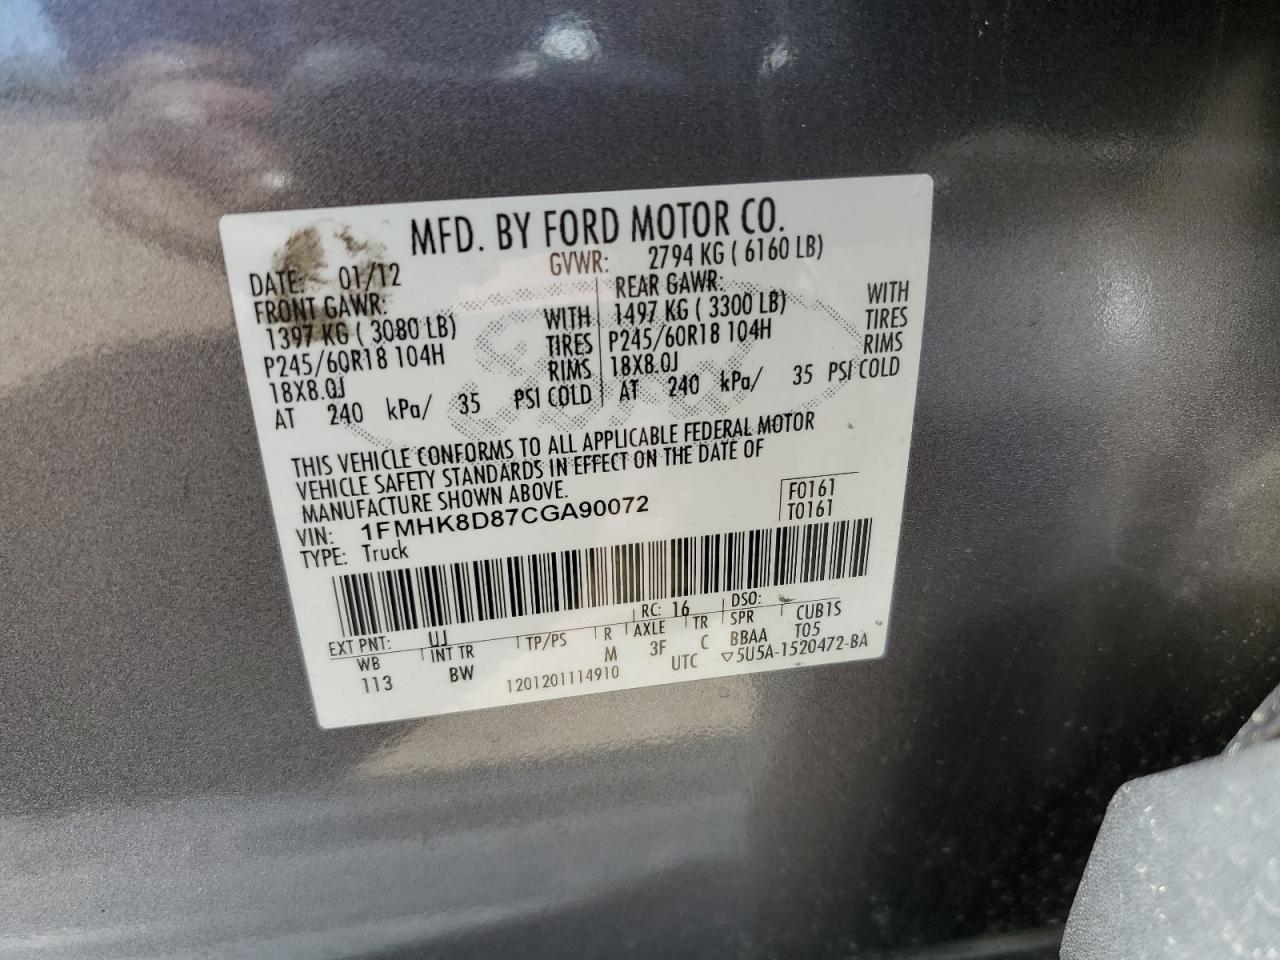 MFD. BY FORD MOTOR CO.
DATE: 01/12
GVWR: 2794 KG ( 6160 LB)
FRONT GAWR:
1397 KG ( 3080 LB) WITH
P245/60R18 104H TIRES
18X8.0J RIMS
AT 240 kPa/ 35 PSI COLD
REAR GAWR:
1497 KG ( 3300 LB) WITH
P245/60R18 104H TIRES
18X8.0J RIMS
AT 240 kPa/ 35 PSI COLD
THIS VEHICLE CONFORMS TO ALL APPLICABLE FEDERAL MOTOR
VEHICLE SAFETY STANDARDS IN EFFECT ON THE DATE OF
MANUFACTURE SHOWN ABOVE.
VIN: 1FMHK8D87CGA90072
TYPE: Truck
F0161
T0161
EXT PNT: UJ RC: 16 DSO:
WB INT TR TP/PS R AXLE TR SPR CUB1S
113 BW M 3F C BBAA T05
1201201114910 UTC ▽5U5A-1520472-BA